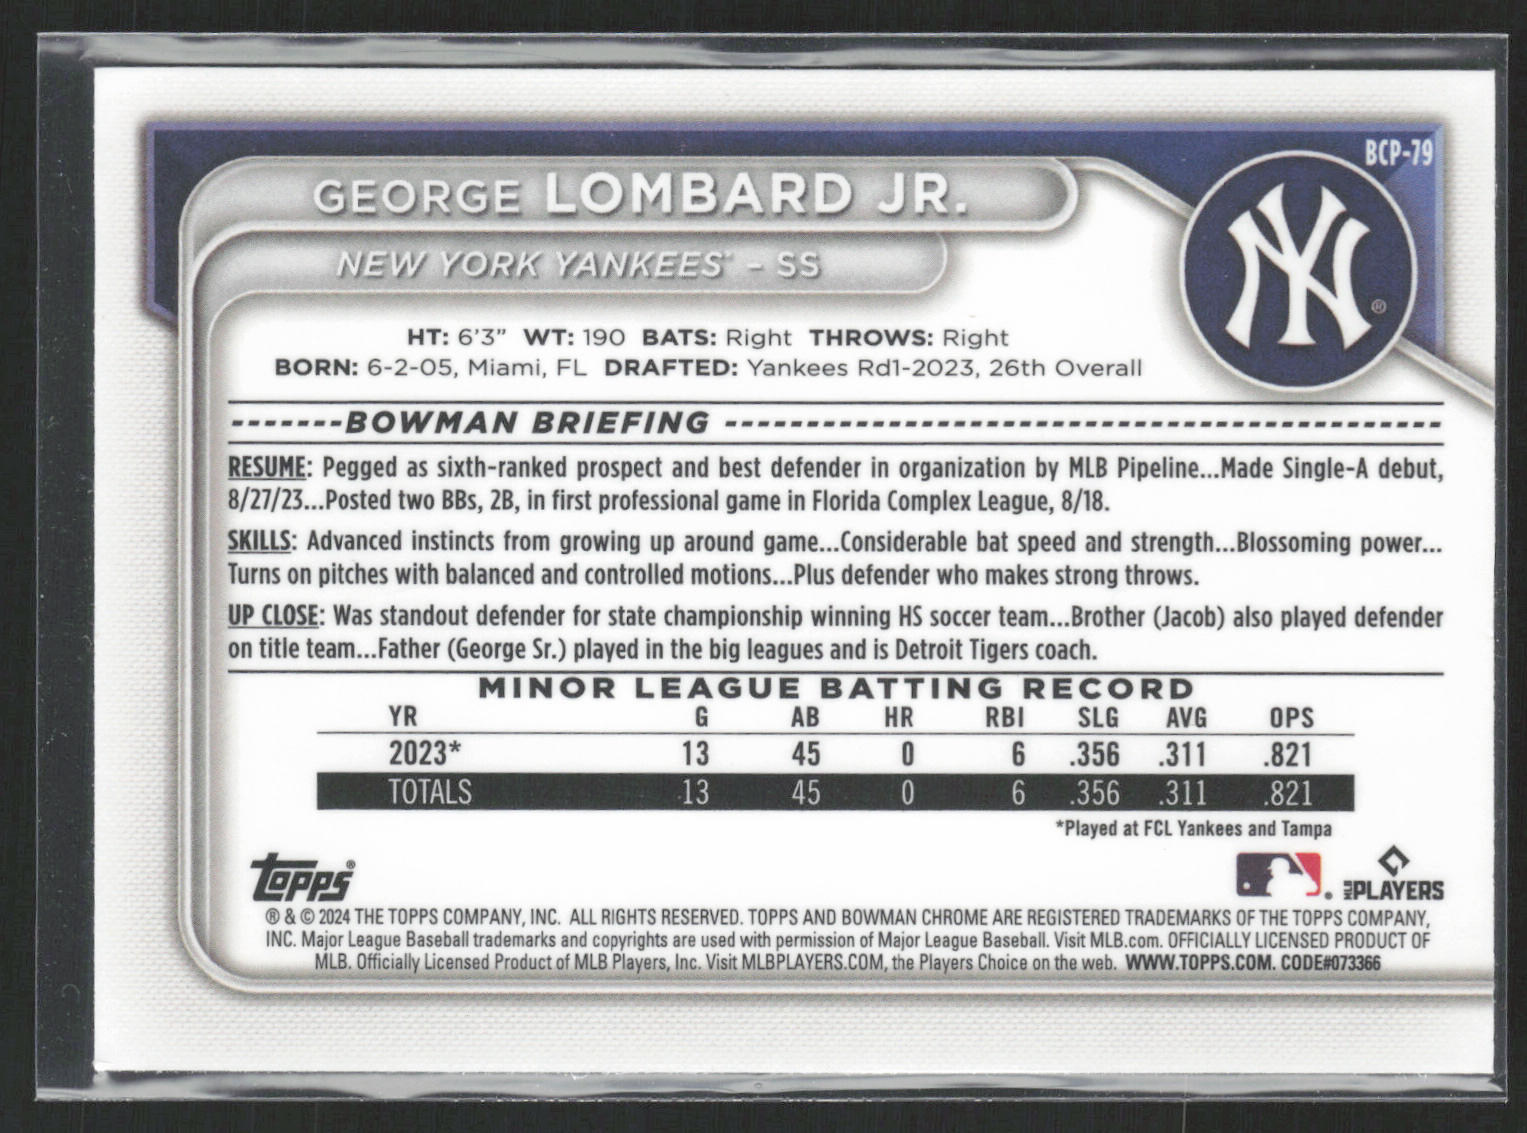 BCP-79
GEORGE LOMBARD JR.
NEW YORK YANKEES® - SS
NY ®
HT: 6'3" WT: 190 BATS: Right THROWS: Right
BORN: 6-2-05, Miami, FL DRAFTED: Yankees Rd1-2023, 26th Overall
-------BOWMAN BRIEFING --------------------------------------------
RESUME: Pegged as sixth-ranked prospect and best defender in organization by MLB Pipeline...Made Single-A debut,
8/27/23...Posted two BBs, 2B, in first professional game in Florida Complex League, 8/18.
SKILLS: Advanced instincts from growing up around game...Considerable bat speed and strength...Blossoming power...
Turns on pitches with balanced and controlled motions...Plus defender who makes strong throws.
UP CLOSE: Was standout defender for state championship winning HS soccer team...Brother (Jacob) also played defender
on title team...Father (George Sr.) played in the big leagues and is Detroit Tigers coach.
MINOR LEAGUE BATTING RECORD
YR G AB HR RBI SLG AVG OPS
2023* 13 45 0 6 .356 .311 .821
TOTALS 13 45 0 6 .356 .311 .821
*Played at FCL Yankees and Tampa
topps® MLB PLAYERS
® & © 2024 THE TOPPS COMPANY, INC. ALL RIGHTS RESERVED. TOPPS AND BOWMAN CHROME ARE REGISTERED TRADEMARKS OF THE TOPPS COMPANY,
INC. Major League Baseball trademarks and copyrights are used with permission of Major League Baseball. Visit MLB.com. OFFICIALLY LICENSED PRODUCT OF
MLB. Officially Licensed Product of MLB Players, Inc. Visit MLBPLAYERS.COM, the Players Choice on the web. WWW.TOPPS.COM. CODE#073366